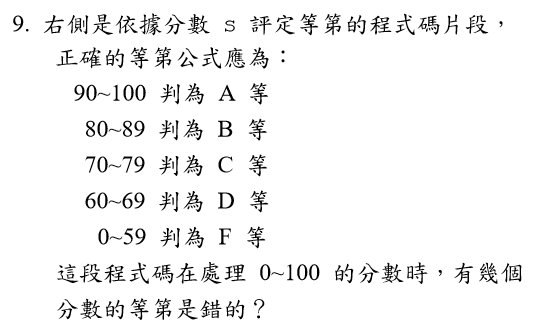 9. 右側是依據分數 s 評定等第的程式碼片段，
正確的等第公式應為：
90~100 判為 A 等
80~89 判為 B 等
70~79 判為 C 等
60~69 判為 D 等
0~59 判為 F 等
這段程式碼在處理 0~100 的分數時，有幾個
分數的等第是錯的？